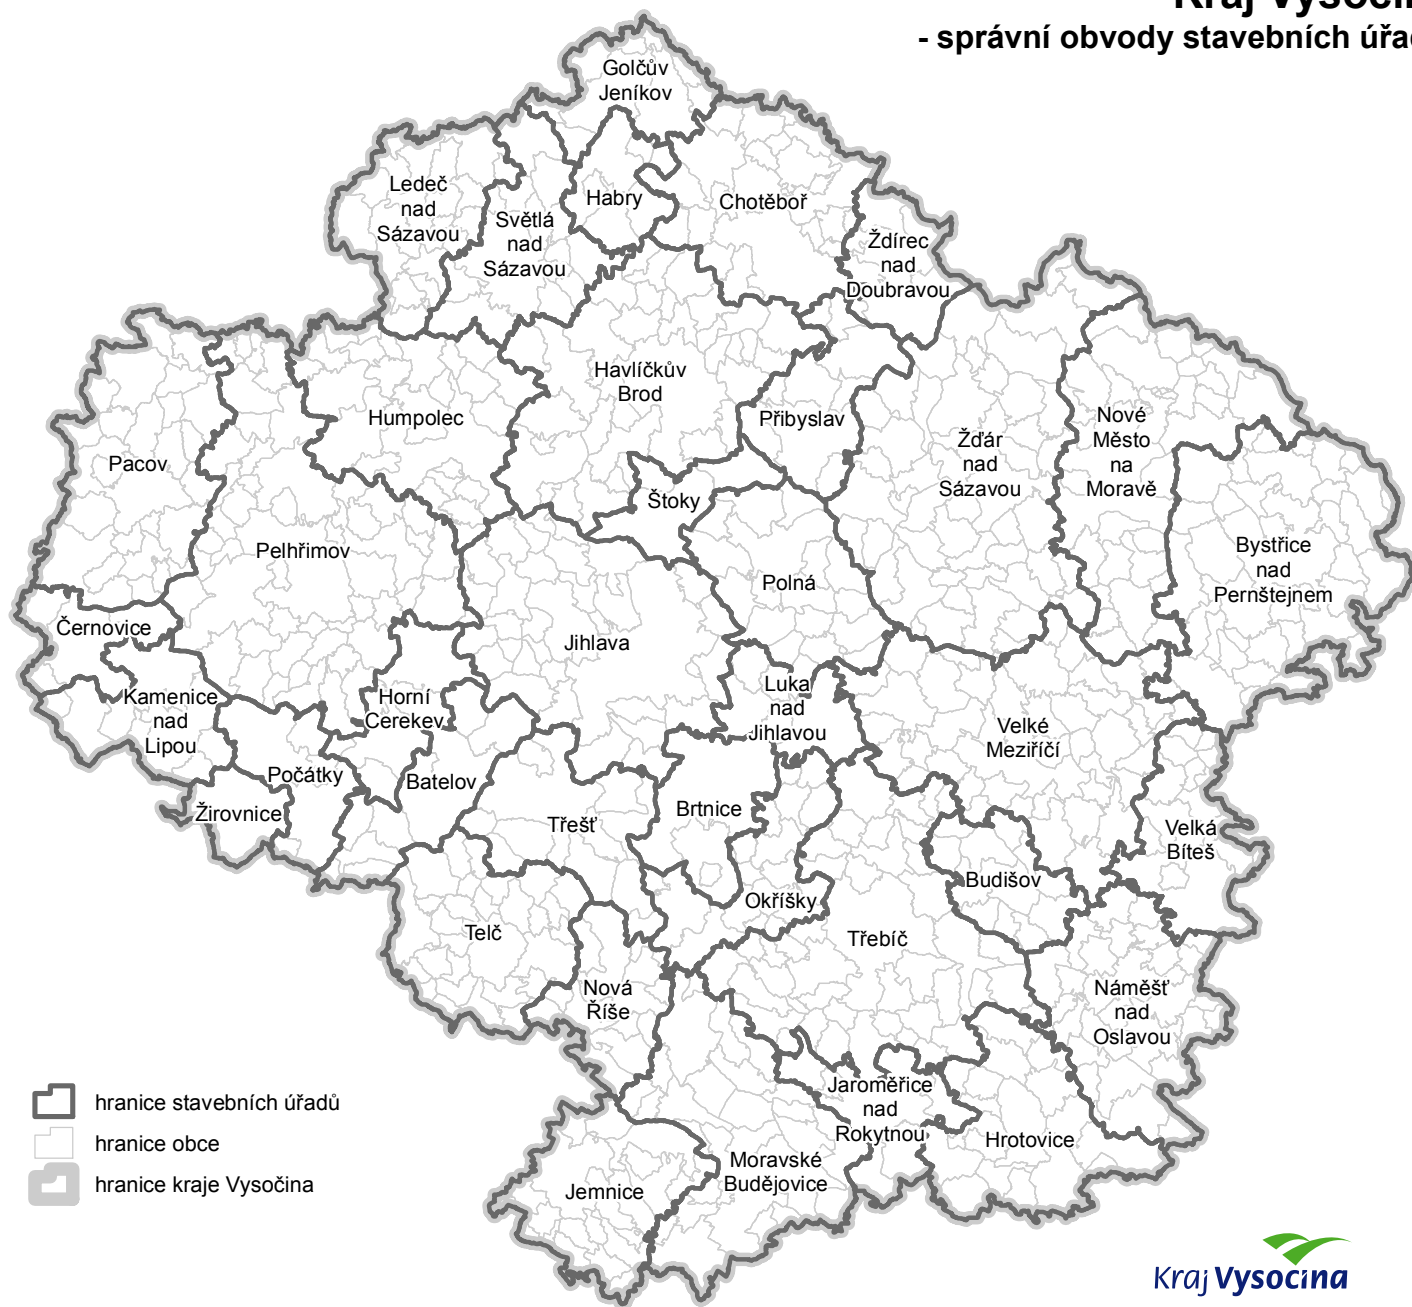 Kraj Vysoči
- správní obvody stavebních úřa
Golčův
Jeníkov
Ledeč
nad
Sázavou
Habry
Chotěboř
Světlá
nad
Sázavou
Ždírec
nad
Doubravou
Havlíčkův
Brod
Humpolec
Přibyslav
Nové
Město
na
Moravě
Žďár
nad
Sázavou
Pacov
Štoky
Pelhřimov
Bystřice
nad
Pernštejnem
Polná
Černovice
Jihlava
Kamenice
nad
Lipou
Horní
Cerekev
Luka
nad
Jihlavou
Velké
Meziříčí
Počátky
Batelov
Žirovnice
Třešť
Brtnice
Velká
Bíteš
Budišov
Okříšky
Telč
Třebíč
Nová
Říše
Náměšť
nad
Oslavou
Jaroměřice
nad
Rokytnou
Hrotovice
Moravské
Budějovice
Jemnice
hranice stavebních úřadů
hranice obce
hranice kraje Vysočina
Kraj Vysočina